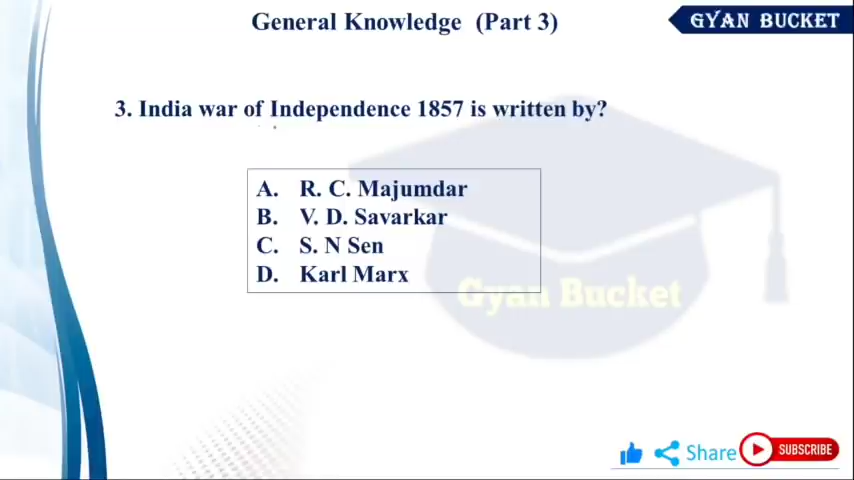 General Knowledge (Part 3)
GYAN BUCKET
3. India war of Independence 1857 is written by?
A. R. C. Majumdar
B. V. D. Savarkar
C. S. N Sen
D. Karl Marx
Gyan Bucket
Share
SUBSCRIBE